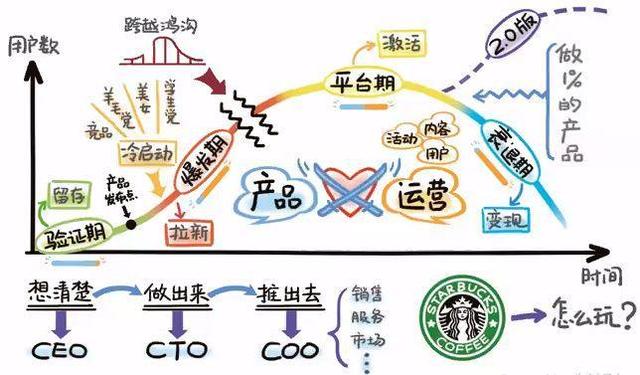 用户数
跨越鸿沟
激活
2.0版
做1%的产品
平台期
羊毛党
美女
学生党
竞品
冷启动
爆发期
活动
内容
用户
衰退期
产品
运营
留存
产品发布点
验证期
拉新
变现
时间
想清楚
做出来
推出去
销售
服务
市场
CEO
CTO
COO
STARBUCKS
COFFEE
怎么玩?